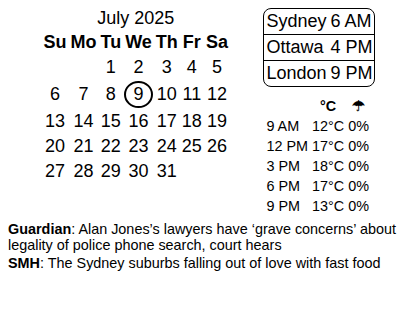 July 2025
Su Mo Tu We Th Fr Sa
1 2 3 4 5
6 7 8 9 10 11 12
13 14 15 16 17 18 19
20 21 22 23 24 25 26
27 28 29 30 31
Sydney 6 AM
Ottawa 4 PM
London 9 PM
°C ☂
9 AM 12°C 0%
12 PM 17°C 0%
3 PM 18°C 0%
6 PM 17°C 0%
9 PM 13°C 0%
Guardian: Alan Jones’s lawyers have ‘grave concerns’ about
legality of police phone search, court hears
SMH: The Sydney suburbs falling out of love with fast food